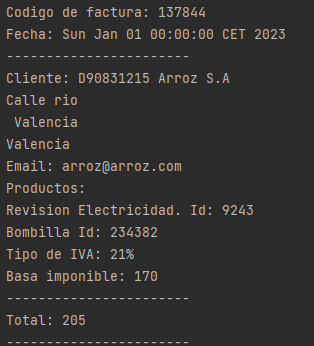 Codigo de factura: 137844
Fecha: Sun Jan 01 00:00:00 CET 2023
-----------------------
Cliente: D90831215 Arroz S.A
Calle rio
 Valencia
Valencia
Email: arroz@arroz.com
Productos:
Revision Electricidad. Id: 9243
Bombilla Id: 234382
Tipo de IVA: 21%
Basa imponible: 170
-----------------------
Total: 205
-----------------------